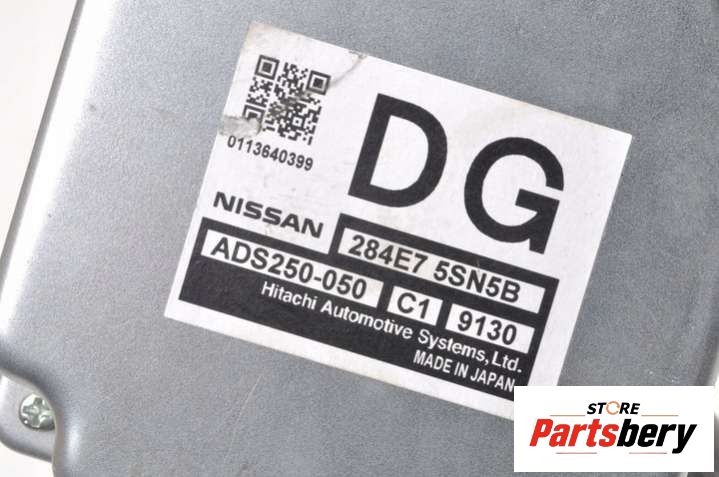 DG
0113640399
NISSAN
284E7 5SN5B
ADS250-050 C1 9130
Hitachi Automotive Systems, Ltd.
MADE IN JAPAN
STORE
Partsbery